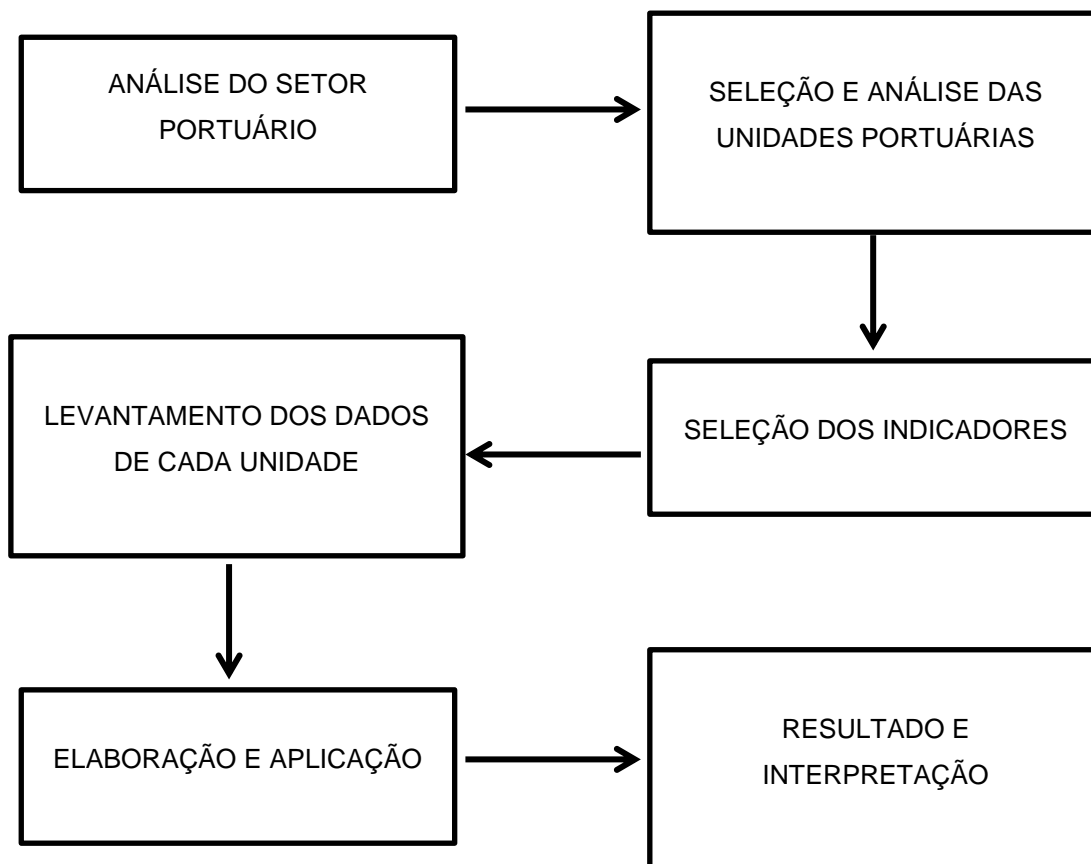 ANÁLISE DO SETOR
PORTUÁRIO
SELEÇÃO E ANÁLISE DAS
UNIDADES PORTUÁRIAS
SELEÇÃO DOS INDICADORES
LEVANTAMENTO DOS DADOS
DE CADA UNIDADE
ELABORAÇÃO E APLICAÇÃO
RESULTADO E
INTERPRETAÇÃO